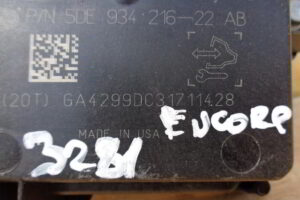 P/N 5DE 934 216-22 AB
(20T) GA4299DC31711428
MADE IN USA
ENCORE
3281